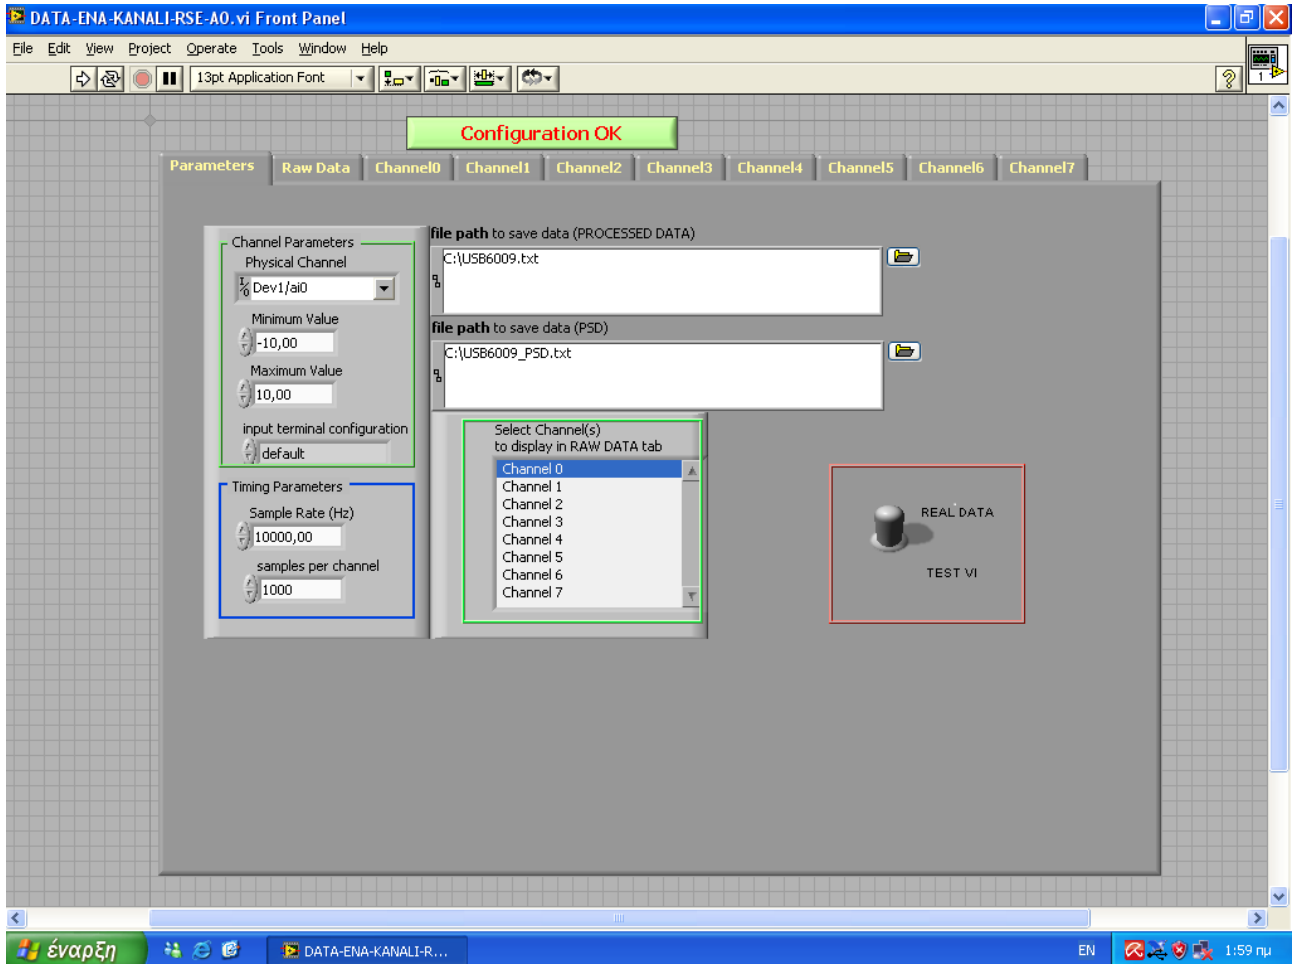 DATA-ENA-KANALI-RSE-AO.vi Front Panel
File Edit View Project Operate Tools Window Help
13pt Application Font
1
Configuration OK
Parameters Raw Data Channel0 Channel1 Channel2 Channel3 Channel4 Channel5 Channel6 Channel7
Channel Parameters
Physical Channel
Dev1/ai0
Minimum Value
-10,00
Maximum Value
10,00
input terminal configuration
default
Timing Parameters
Sample Rate (Hz)
10000,00
samples per channel
1000
file path to save data (PROCESSED DATA)
C:\USB6009.txt
file path to save data (PSD)
C:\USB6009_PSD.txt
Select Channel(s)
to display in RAW DATA tab
Channel 0
Channel 1
Channel 2
Channel 3
Channel 4
Channel 5
Channel 6
Channel 7
REAL DATA
TEST VI
έναρξη
DATA-ENA-KANALI-R...
EN
1:59 πμ